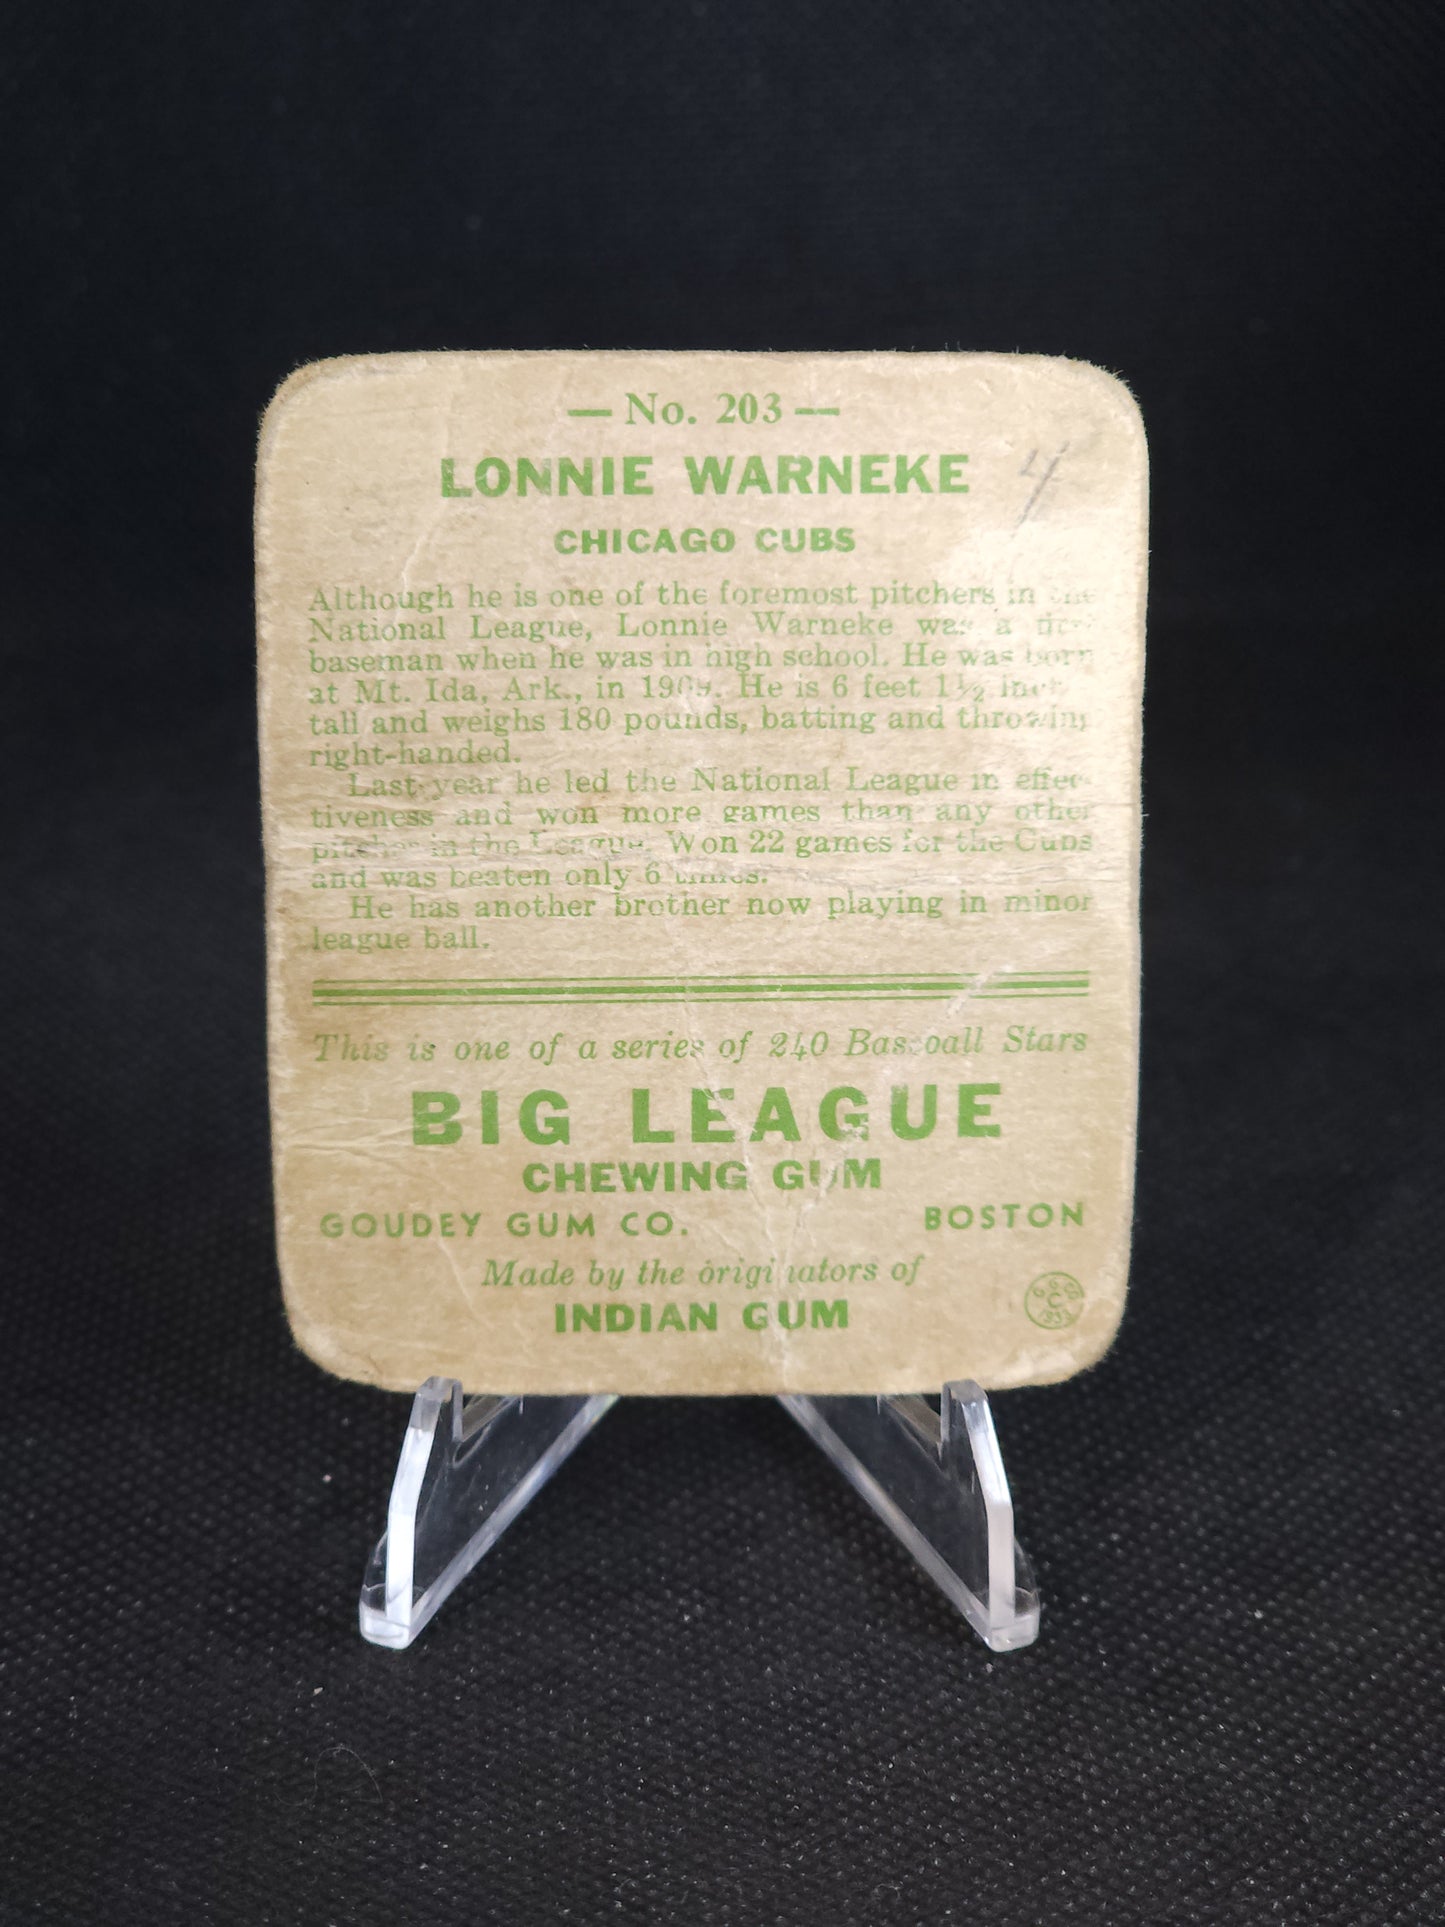 — No. 203 —
LONNIE WARNEKE
4
CHICAGO CUBS
Although he is one of the foremost pitchers in the
National League, Lonnie Warneke was a first
baseman when he was in high school. He was born
at Mt. Ida, Ark., in 1909. He is 6 feet 1½
tall and weighs 180 pounds, batting and throwing
right-handed.
Last year he led the National League in effec-
tiveness and won more games than any other
pitcher in the League. Won 22 games for the Cubs
and was beaten only 6 times.
He has another brother now playing in minor
league ball.
This is one of a series of 240 Baseball Stars
BIG LEAGUE
CHEWING GUM
GOUDEY GUM CO. BOSTON
Made by the originators of
INDIAN GUM